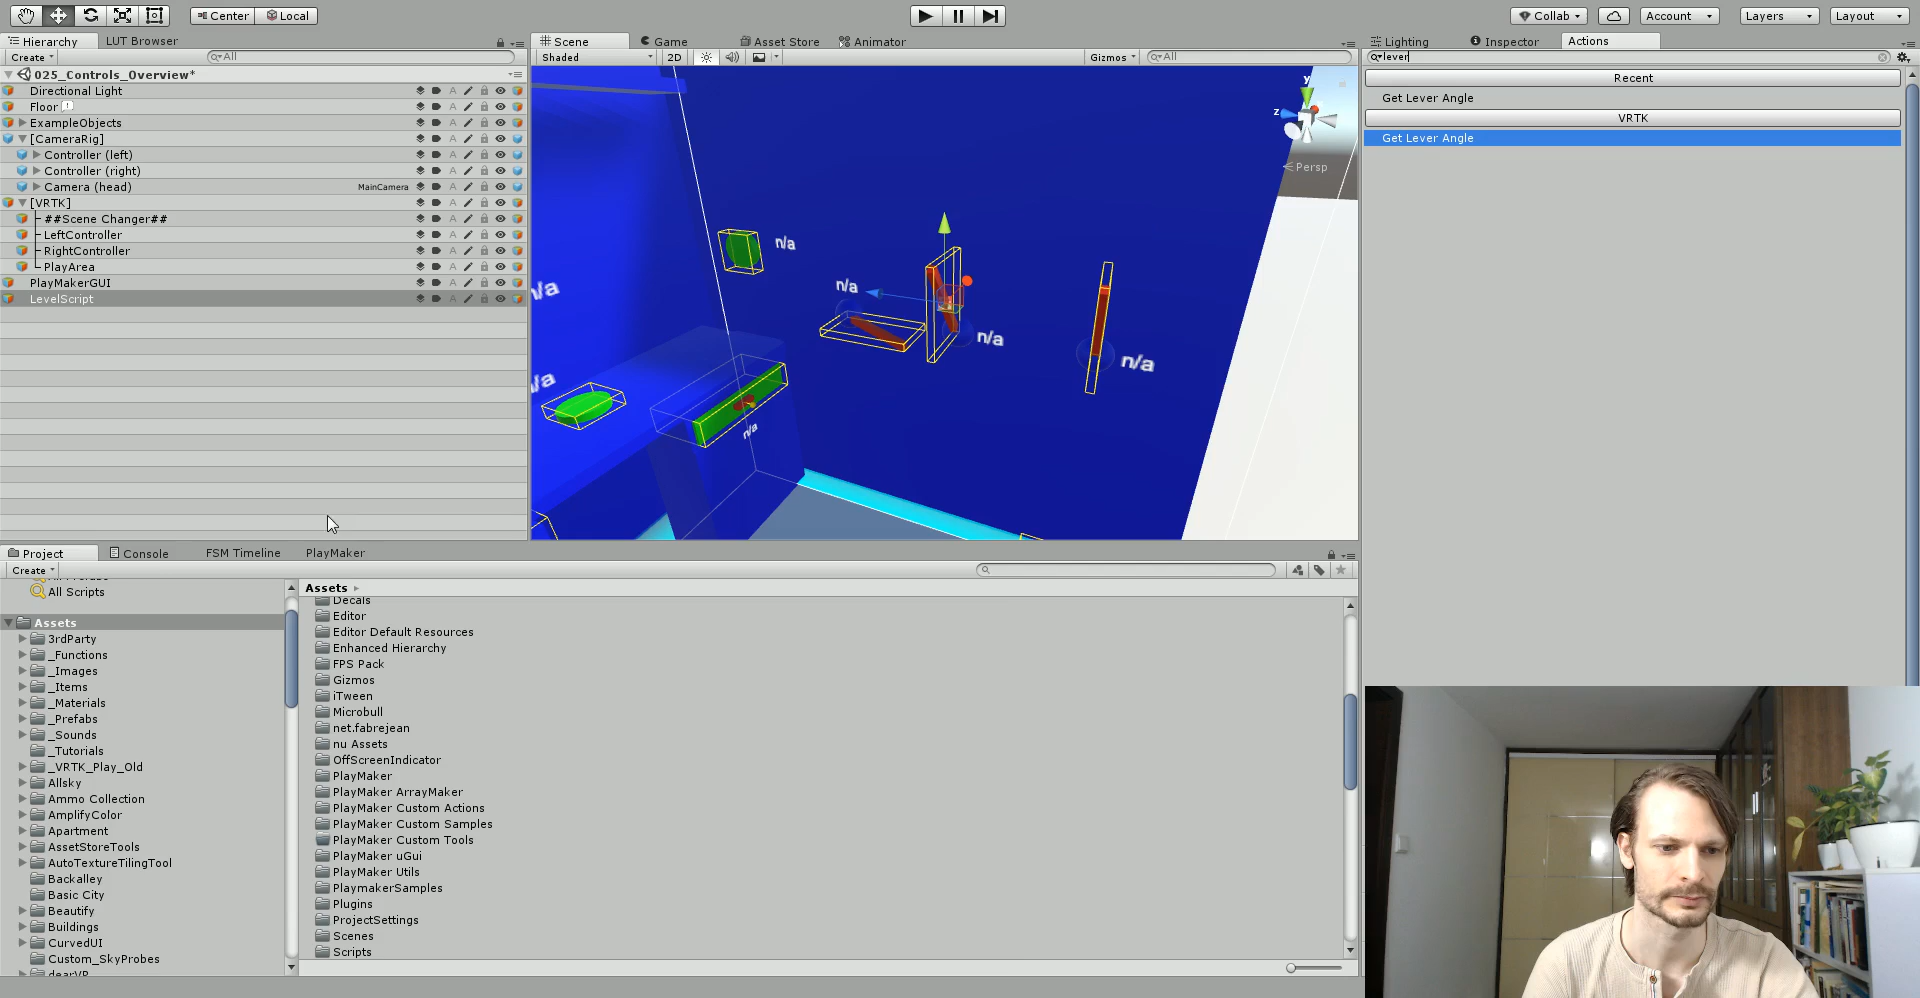 Center
Local
Collab
Account
Layers
Layout
Hierarchy
LUT Browser
Create
All
025_Controls_Overview*
Directional Light
Floor
ExampleObjects
[CameraRig]
Controller (left)
Controller (right)
Camera (head)
MainCamera
[VRTK]
##Scene Changer##
LeftController
RightController
PlayArea
PlayMakerGUI
LevelScript
Scene
Game
Asset Store
Animator
Shaded
2D
Gizmos
All
y
z
Persp
n/a
n/a
n/a
n/a
n/a
/a
n/a
Lighting
Inspector
Actions
lever
Recent
Get Lever Angle
VRTK
Get Lever Angle
Project
Console
FSM Timeline
PlayMaker
Create
All Scripts
Assets
3rdParty
_Functions
_Images
_Items
_Materials
_Prefabs
_Sounds
_Tutorials
_VRTK_Play_Old
Allsky
Ammo Collection
AmplifyColor
Apartment
AssetStoreTools
AutoTextureTilingTool
Backalley
Basic City
Beautify
Buildings
CurvedUI
Custom_SkyProbes
dearVR
Assets
Decals
Editor
Editor Default Resources
Enhanced Hierarchy
FPS Pack
Gizmos
iTween
Microbull
net.fabrejean
nu Assets
OffScreenIndicator
PlayMaker
PlayMaker ArrayMaker
PlayMaker Custom Actions
PlayMaker Custom Samples
PlayMaker Custom Tools
PlayMaker uGui
PlayMaker Utils
PlaymakerSamples
Plugins
ProjectSettings
Scenes
Scripts